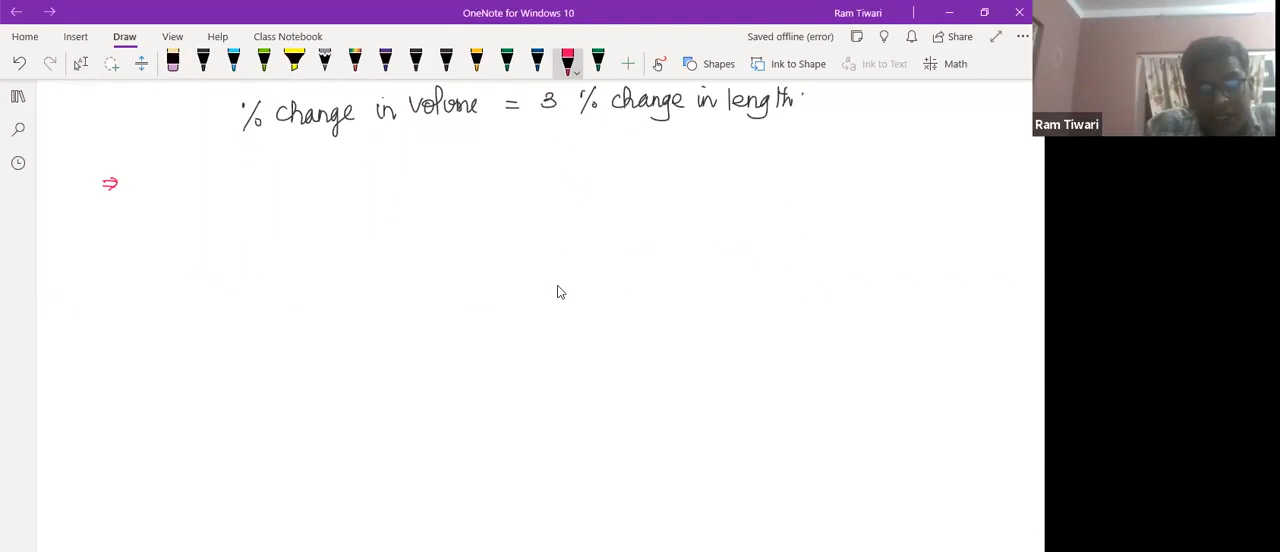 OneNote for Windows 10
Ram Tiwari
Home Insert Draw View Help Class Notebook
Saved offline (error) Share
Shapes Ink to Shape Ink to Text Math
% change in volume = 3 % change in length.
⇒
Ram Tiwari